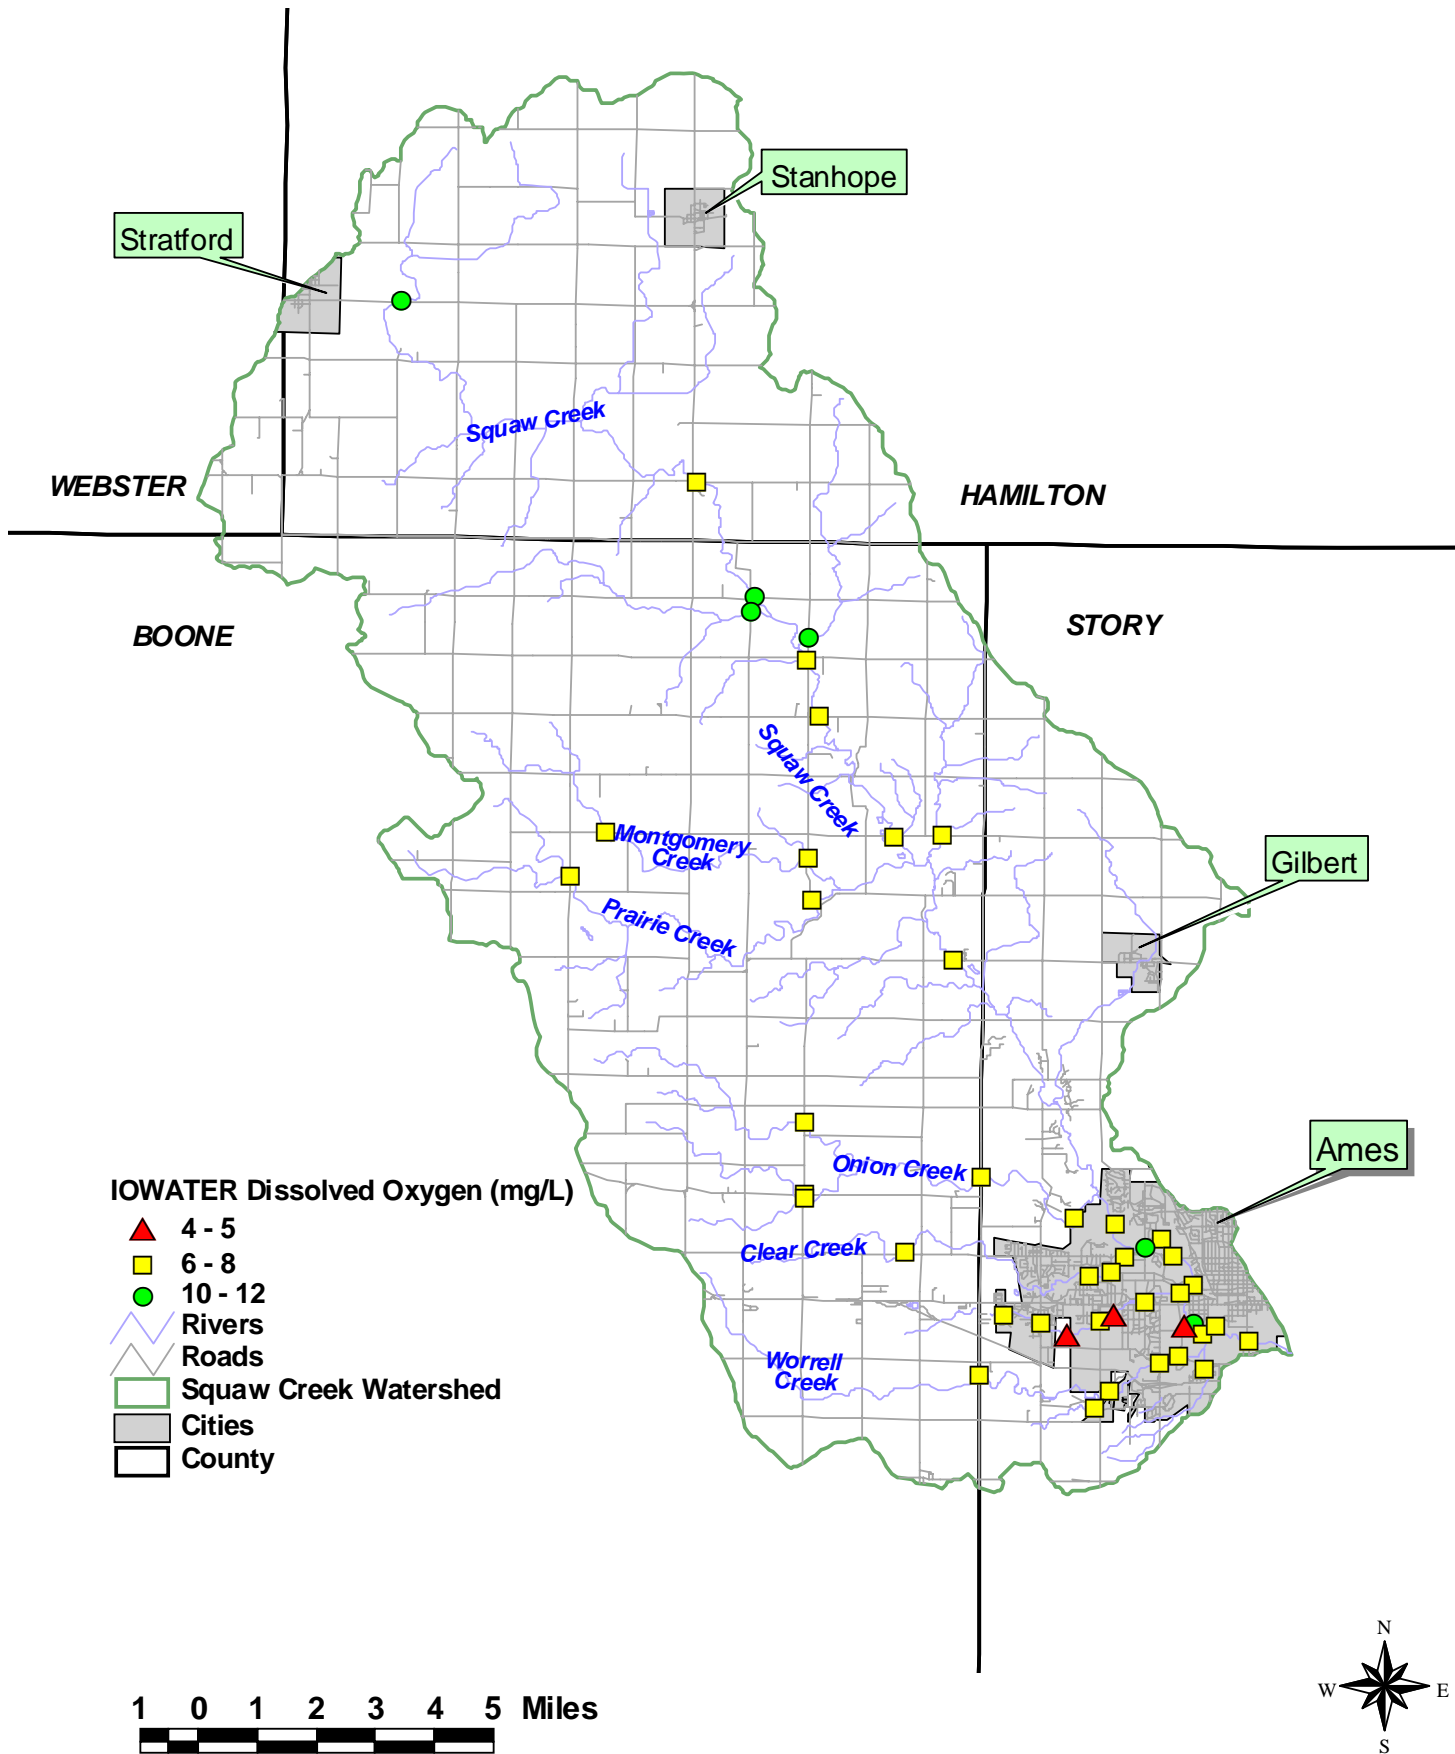 Stanhope
Stratford
Squaw Creek
WEBSTER
HAMILTON
BOONE
STORY
Squaw Creek
Montgomery
Creek
Gilbert
Prairie Creek
Ames
Onion Creek
IOWATER Dissolved Oxygen (mg/L)
4 - 5
6 - 8
10 - 12
Rivers
Roads
Squaw Creek Watershed
Cities
County
Clear Creek
Worrell
Creek
N
W E
S
1 0 1 2 3 4 5 Miles